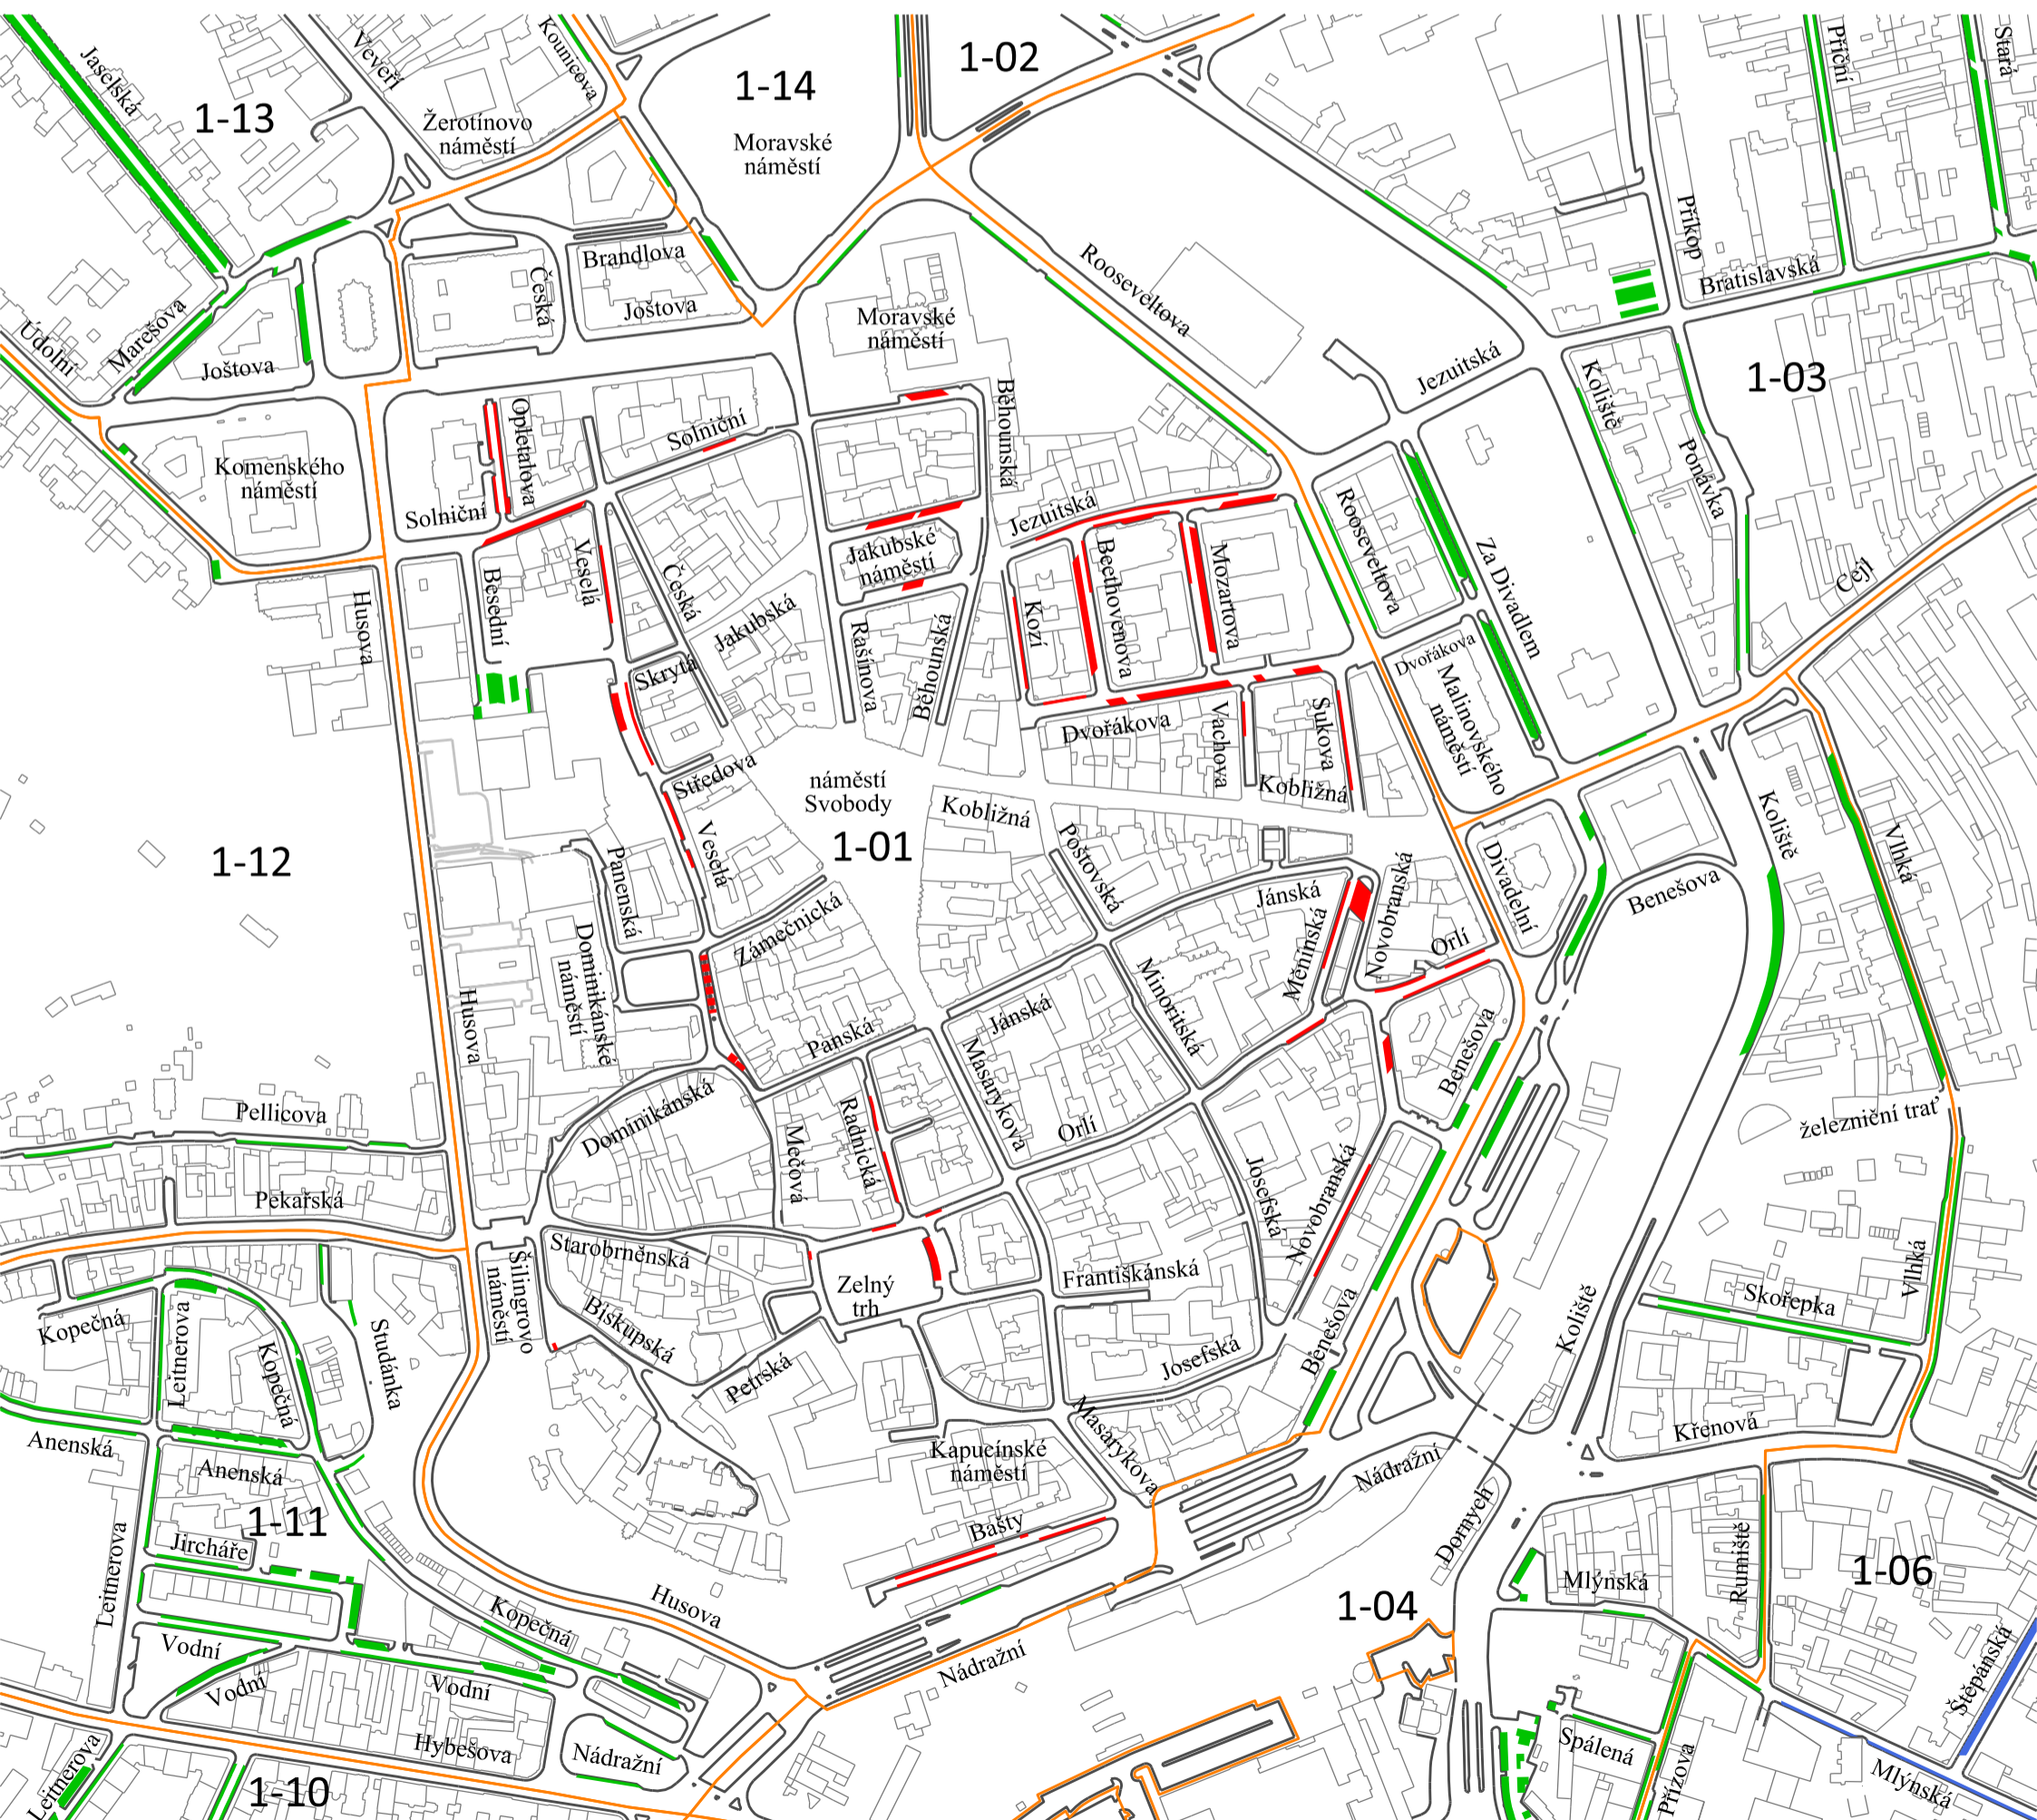 Jaselská
1-13
Veveří
Žerotínovo
náměstí
Kounicova
1-14
Moravské
náměstí
1-02
Příční
Stará
Příkop
Bratislavská
Brandlova
Česká
Joštova
Moravské
náměstí
Rooseveltova
Jezuitská
Koliště
1-03
Ponávka
Údolní
Marešova
Joštova
Komenského
náměstí
Opletalova
Solniční
Solniční
Běhounská
Jezuitská
Jakubské
náměstí
Rooseveltova
Za Divadlem
Cejl
Husova
Besední
Veselá
Česká
Jakubská
Skrytá
Rašínova
Běhounská
Kozí
Beethovenova
Mozartova
Dvořákova
Malinovského
náměstí
Dvořákova
Vachova
Sukova
Kobližná
Středova
náměstí
Svobody
1-01
Kobližná
Poštovská
Koliště
Vlhká
1-12
Panenská
Veselá
Zámečnická
Dominikánské
náměstí
Jánská
Měnínská
Novobranská
Orlí
Divadelní
Benešova
Husova
Panská
Jánská
Masarykova
Minoritská
Benešova
Pellicova
Dominikánská
Mečová
Radnická
Orlí
Josefská
Novobranská
železniční trať
Pekařská
Šilingrovo
náměstí
Starobrněnská
Biskupská
Zelný
trh
Františkánská
Benešova
Koliště
Skořepka
Vlhká
Kopečná
Leitnerova
Kopečná
Studánka
Petrská
Josefská
Křenová
Anenská
Anenská
1-11
Kapucínské
náměstí
Masarykova
Nádražní
Dornych
Jircháře
Leitnerova
Bašty
Mlýnská
Rumiště
1-06
1-04
Husova
Kopečná
Vodní
Vodní
Vodní
Nádražní
Štěpánská
Hybešova
Nádražní
Spálená
Přízova
Mlýnská
Leitnerova
1-10